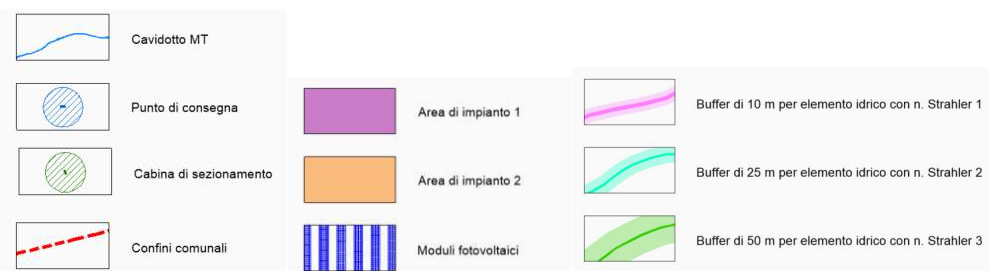 Cavidotto MT
Punto di consegna
Cabina di sezionamento
Confini comunali
Area di impianto 1
Area di impianto 2
Moduli fotovoltaici
Buffer di 10 m per elemento idrico con n. Strahler 1
Buffer di 25 m per elemento idrico con n. Strahler 2
Buffer di 50 m per elemento idrico con n. Strahler 3